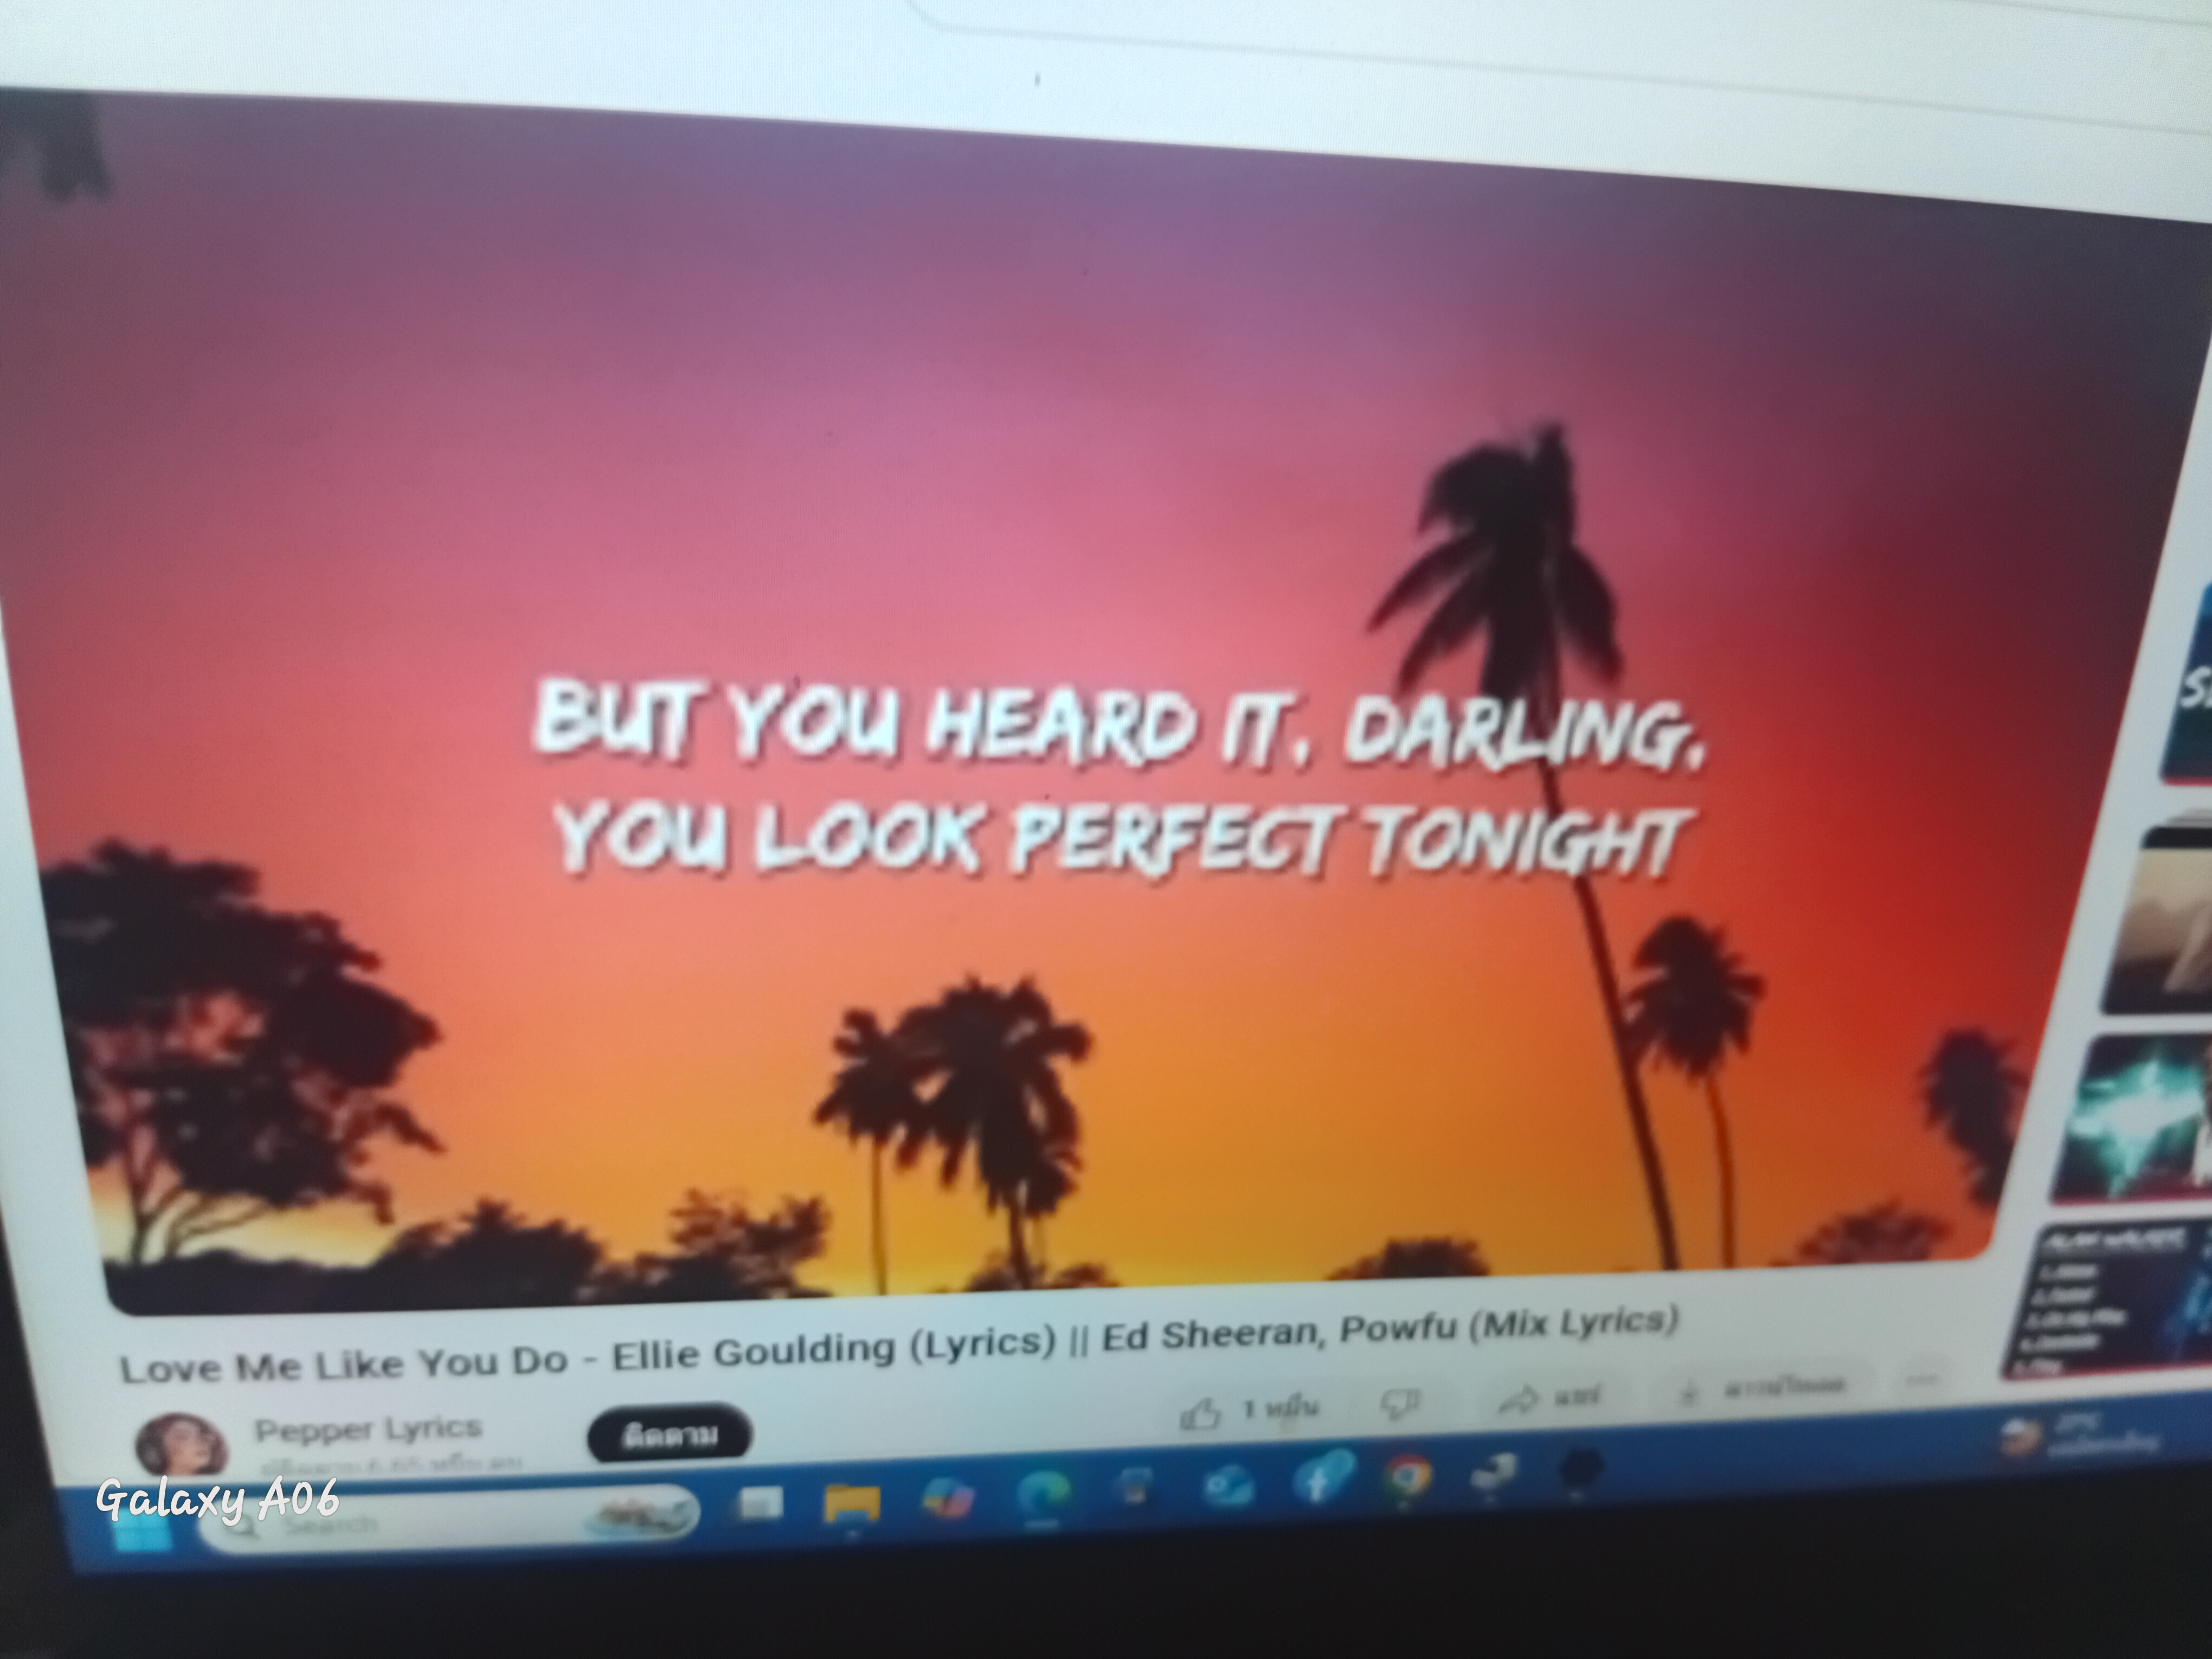 BUT YOU HEARD IT, DARLING,
YOU LOOK PERFECT TONIGHT
Love Me Like You Do - Ellie Goulding (Lyrics) || Ed Sheeran, Powfu (Mix Lyrics)
Pepper Lyrics
ติดตาม
1 หมื่น
แชร์
ดาวน์โหลด
Search
Galaxy A06
ALAN WALKER